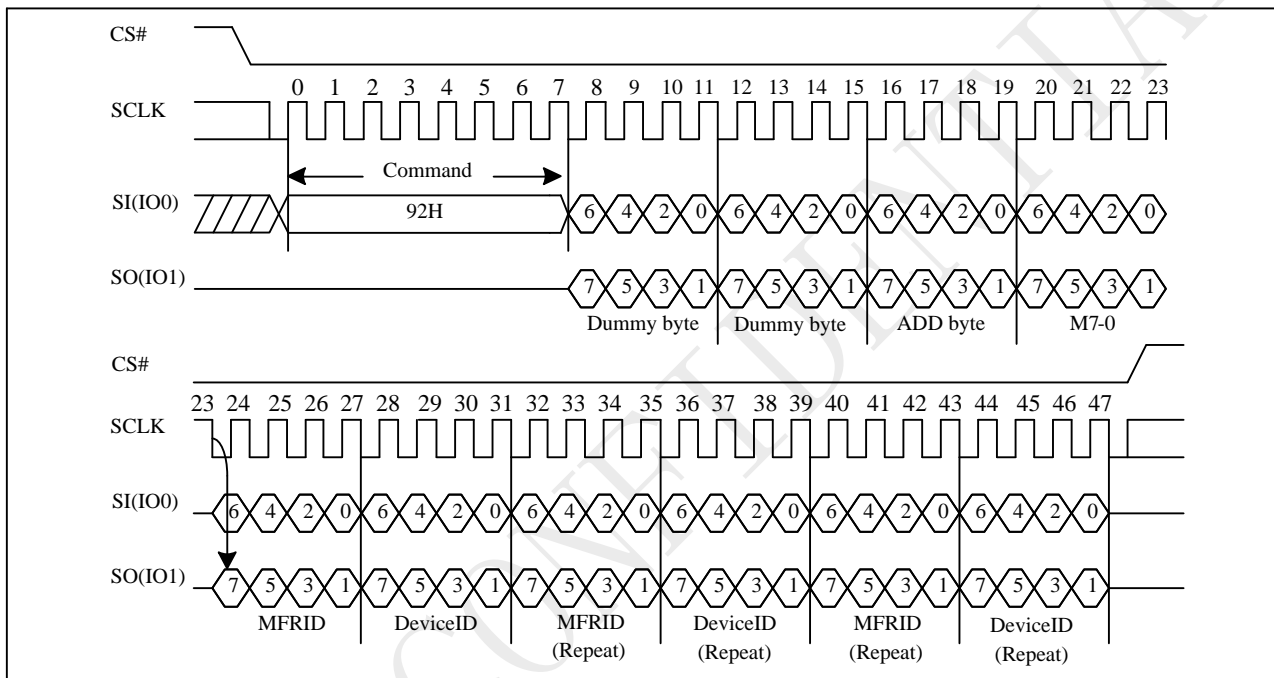 CS#
0 1 2 3 4 5 6 7 8 9 10 11 12 13 14 15 16 17 18 19 20 21 22 23
SCLK
Command
SI(IO0)
92H 6 4 2 0 6 4 2 0 6 4 2 0 6 4 2 0
SO(IO1)
7 5 3 1 7 5 3 1 7 5 3 1 7 5 3 1
Dummy byte Dummy byte ADD byte M7-0
CS#
23 24 25 26 27 28 29 30 31 32 33 34 35 36 37 38 39 40 41 42 43 44 45 46 47
SCLK
SI(IO0)
6 4 2 0 6 4 2 0 6 4 2 0 6 4 2 0 6 4 2 0 6 4 2 0
SO(IO1)
7 5 3 1 7 5 3 1 7 5 3 1 7 5 3 1 7 5 3 1 7 5 3 1
MFRID DeviceID MFRID DeviceID MFRID DeviceID
(Repeat) (Repeat) (Repeat) (Repeat)
CONFIDENTIA